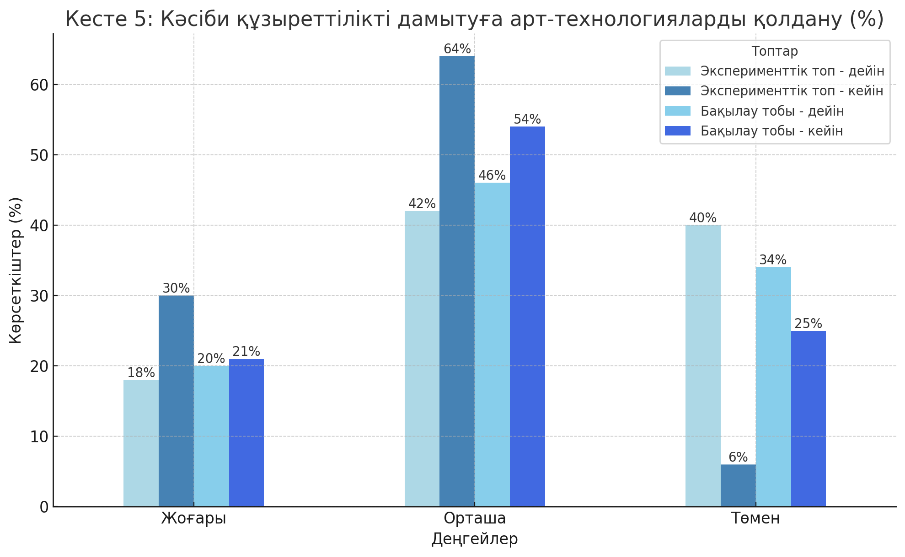 Кесте 5: Кәсіби құзыреттілікті дамытуға арт-технологияларды қолдану (%)
Топтар
Эксперименттік топ - дейін
Эксперименттік топ - кейін
Бақылау тобы - дейін
Бақылау тобы - кейін
Көрсеткіштер (%)
60
50
40
30
20
10
0
18%
30%
20%
21%
42%
64%
46%
54%
40%
6%
34%
25%
Жоғары
Орташа
Төмен
Деңгейлер